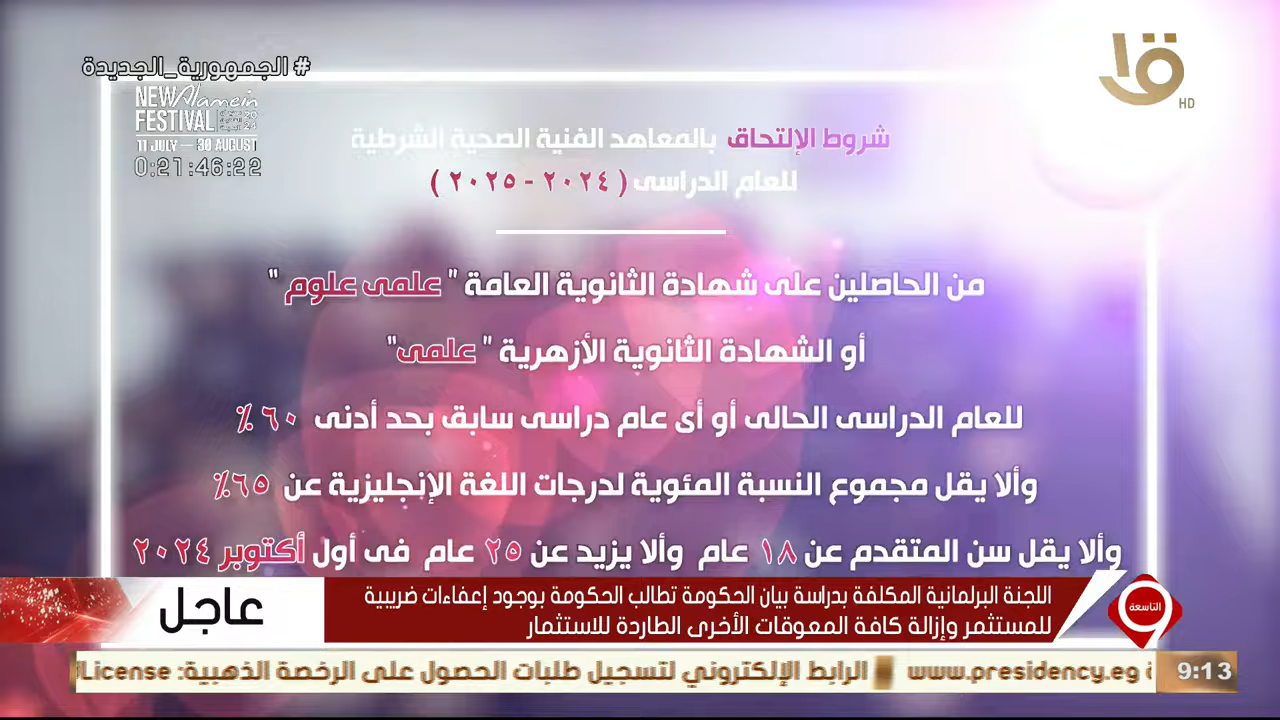 # الجمهورية_الجديدة
NEW Alamein
FESTIVAL
11 JULY — 30 AUGUST
0:21:46:22
HD
شروط الإلتحاق بالمعاهد الفنية الصحية الشرطية
للعام الدراسى ( ٢٠٢٤ - ٢٠٢٥ )
من الحاصلين على شهادة الثانوية العامة " علمى علوم "
أو الشهادة الثانوية الأزهرية " علمى"
للعام الدراسى الحالى أو أى عام دراسى سابق بحد أدنى ٦٠ ٪
وألا يقل مجموع النسبة المئوية لدرجات اللغة الإنجليزية عن ٦٥٪
وألا يقل سن المتقدم عن ١٨ عام وألا يزيد عن ٢٥ عام فى أول أكتوبر ٢٠٢٤
عاجل
اللجنة البرلمانية المكلفة بدراسة بيان الحكومة تطالب الحكومة بوجود إعفاءات ضريبية
للمستثمر وإزالة كافة المعوقات الأخرى الطاردة للاستثمار
التاسعة
9
www.presidency.eg الرابط الإلكتروني لتسجيل طلبات الحصول على الرخصة الذهبية: License
9:13